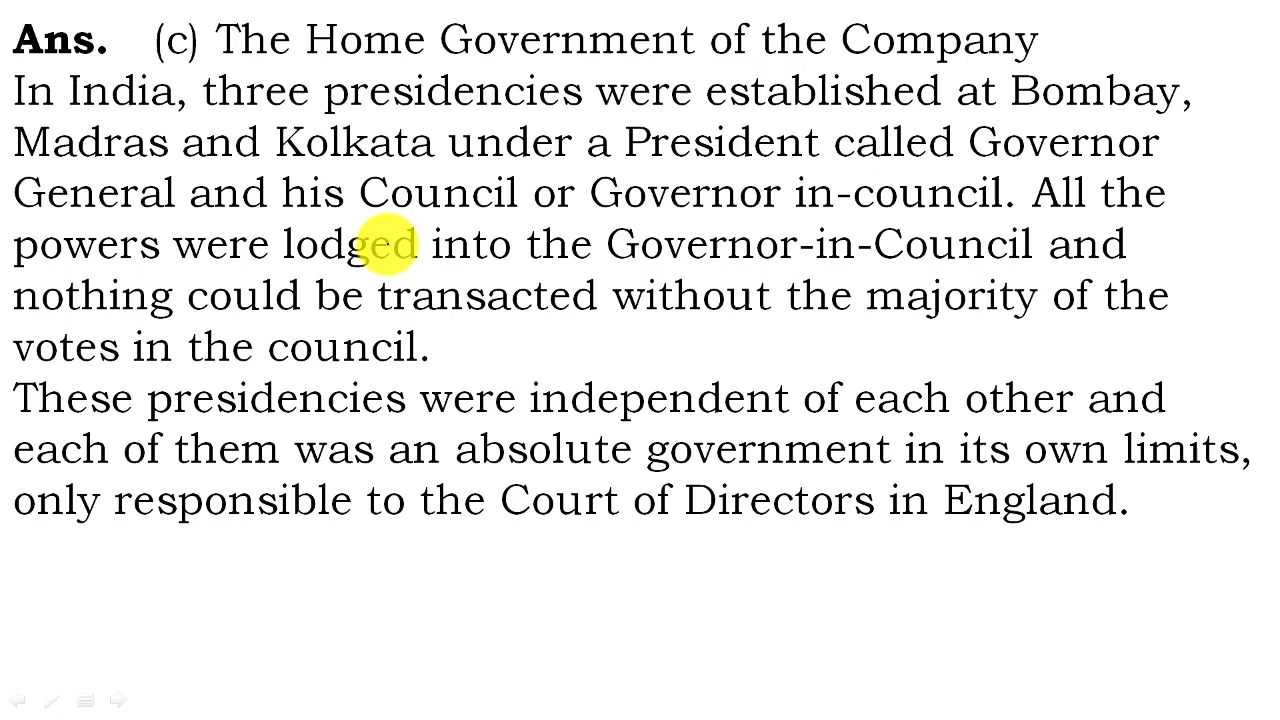 Ans. (c) The Home Government of the Company
In India, three presidencies were established at Bombay,
Madras and Kolkata under a President called Governor
General and his Council or Governor in-council. All the
powers were lodged into the Governor-in-Council and
nothing could be transacted without the majority of the
votes in the council.
These presidencies were independent of each other and
each of them was an absolute government in its own limits,
only responsible to the Court of Directors in England.